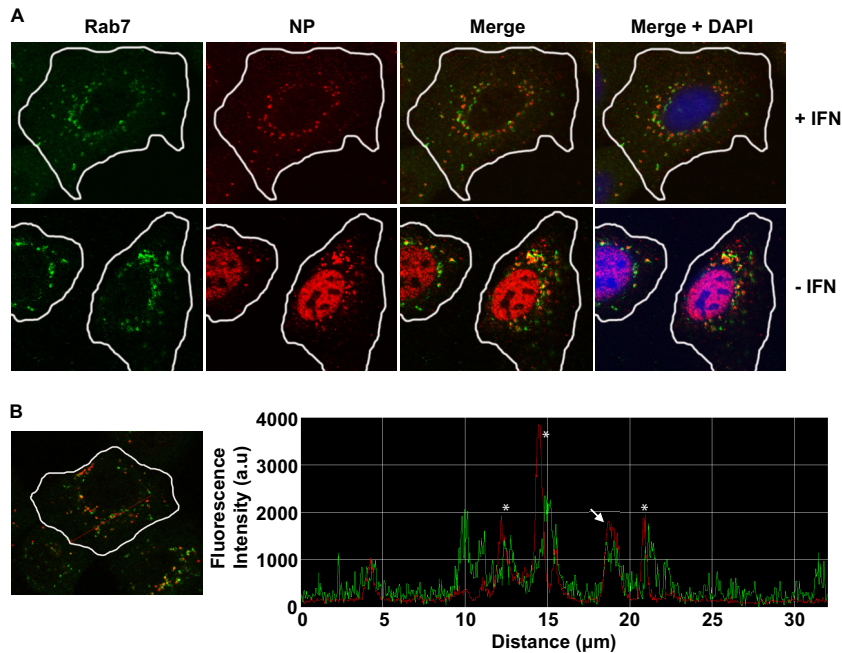 A
Rab7 NP Merge Merge + DAPI
+ IFN
- IFN
B
Fluorescence
Intensity (a.u)
4000
3000
2000
1000
0
*
*
*
0 5 10 15 20 25 30
Distance (µm)